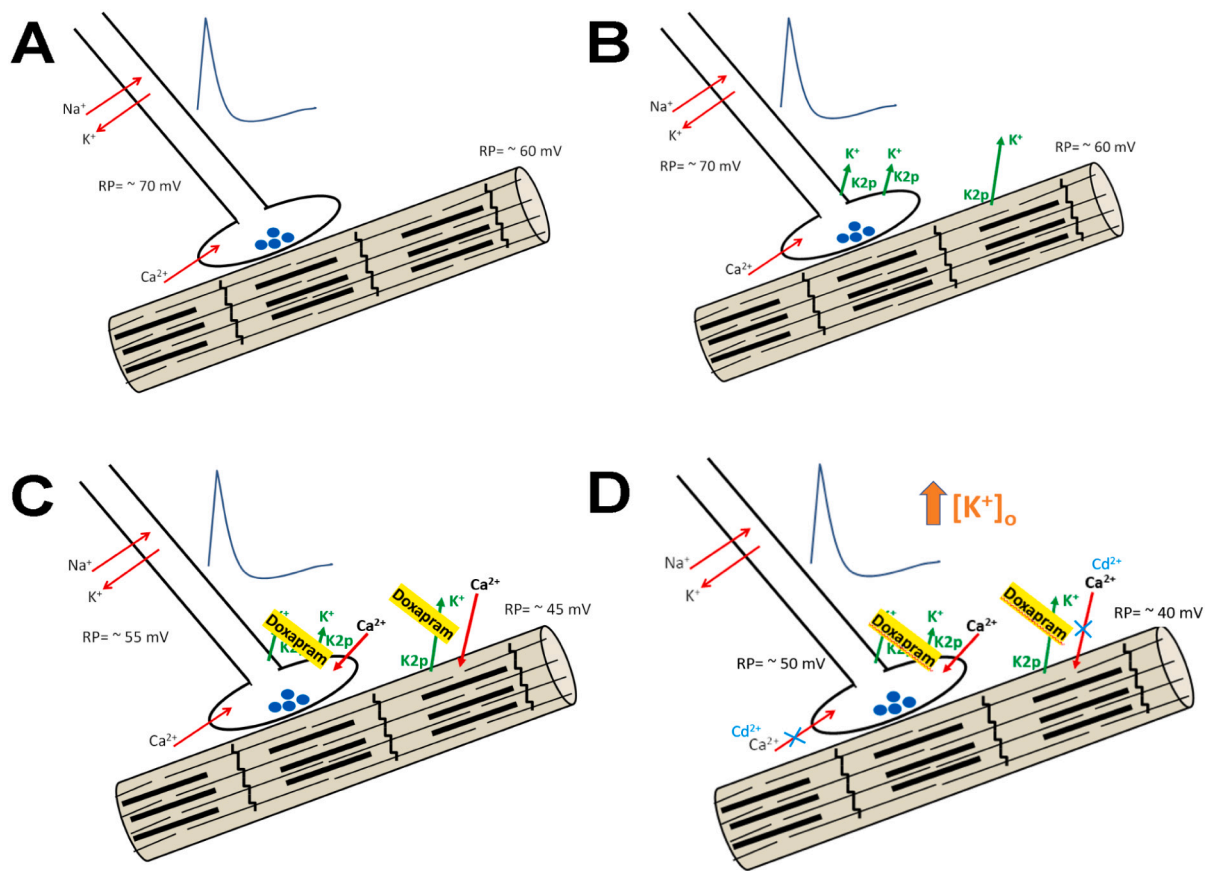 A
Na⁺
K⁺
RP= ~ 70 mV
RP= ~ 60 mV
Ca²⁺
B
Na⁺
K⁺
RP= ~ 70 mV
K⁺
K⁺
K2p
K2p
K⁺
K2p
RP= ~ 60 mV
Ca²⁺
C
Na⁺
K⁺
RP= ~ 55 mV
K⁺
K⁺
K2p
K2p
Doxapram
Ca²⁺
Doxapram
K⁺
K2p
Ca²⁺
RP= ~ 45 mV
Ca²⁺
D
[K⁺]ₒ
Na⁺
K⁺
RP= ~ 50 mV
K⁺
K⁺
K2p
K2p
Doxapram
Ca²⁺
Doxapram
K⁺
K2p
Cd²⁺
Ca²⁺
RP= ~ 40 mV
Cd²⁺
Ca²⁺